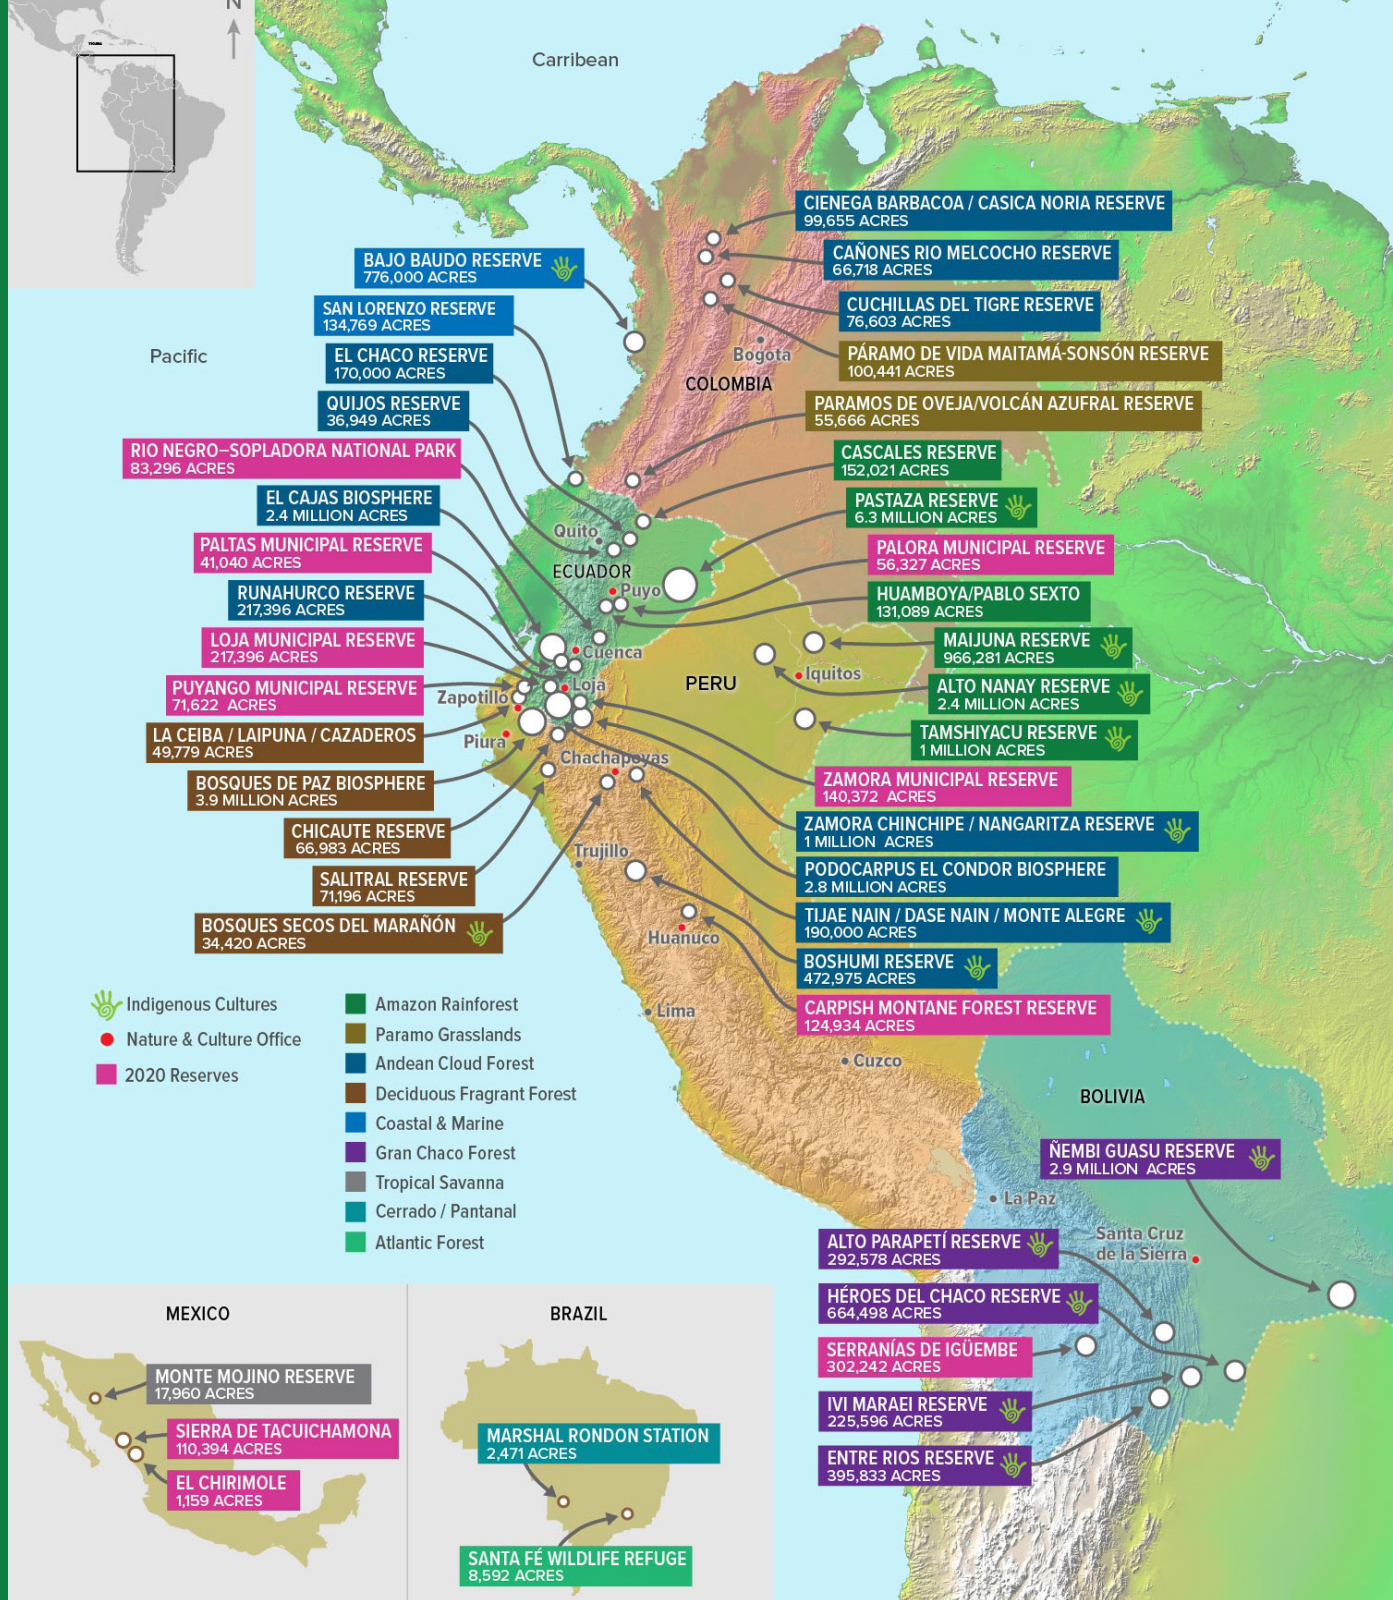 N
Carribean
Pacific
CIENEGA BARBACOA / CASICA NORIA RESERVE
99,655 ACRES
CAÑONES RIO MELCOCHO RESERVE
66,718 ACRES
CUCHILLAS DEL TIGRE RESERVE
76,603 ACRES
PÁRAMO DE VIDA MAITAMÁ-SONSÓN RESERVE
100,441 ACRES
PARAMOS DE OVEJA/VOLCÁN AZUFRAL RESERVE
55,666 ACRES
CASCALES RESERVE
152,021 ACRES
PASTAZA RESERVE
6.3 MILLION ACRES
PALORA MUNICIPAL RESERVE
56,327 ACRES
HUAMBOYA/PABLO SEXTO
131,089 ACRES
MAIJUNA RESERVE
966,281 ACRES
ALTO NANAY RESERVE
2.4 MILLION ACRES
TAMSHIYACU RESERVE
1 MILLION ACRES
ZAMORA MUNICIPAL RESERVE
140,372 ACRES
ZAMORA CHINCHIPE / NANGARITZA RESERVE
1 MILLION ACRES
PODOCARPUS EL CONDOR BIOSPHERE
2.8 MILLION ACRES
TIJAE NAIN / DASE NAIN / MONTE ALEGRE
190,000 ACRES
BOSHUMI RESERVE
472,975 ACRES
CARPISH MONTANE FOREST RESERVE
124,934 ACRES
BAJO BAUDO RESERVE
776,000 ACRES
SAN LORENZO RESERVE
134,769 ACRES
EL CHACO RESERVE
170,000 ACRES
QUIJOS RESERVE
36,949 ACRES
RIO NEGRO–SOPLADORA NATIONAL PARK
83,296 ACRES
EL CAJAS BIOSPHERE
2.4 MILLION ACRES
PALTAS MUNICIPAL RESERVE
41,040 ACRES
RUNAHURCO RESERVE
217,396 ACRES
LOJA MUNICIPAL RESERVE
217,396 ACRES
PUYANGO MUNICIPAL RESERVE
71,622 ACRES
LA CEIBA / LAIPUNA / CAZADEROS
49,779 ACRES
BOSQUES DE PAZ BIOSPHERE
3.9 MILLION ACRES
CHICAUTE RESERVE
66,983 ACRES
SALITRAL RESERVE
71,196 ACRES
BOSQUES SECOS DEL MARAÑÓN
34,420 ACRES
Bogota
COLOMBIA
Quito
ECUADOR
Puyo
Cuenca
Loja
Zapotillo
Piura
PERU
Iquitos
Chachapoyas
Trujillo
Huanuco
Lima
Cuzco
BOLIVIA
La Paz
Santa Cruz
de la Sierra
ÑEMBI GUASU RESERVE
2.9 MILLION ACRES
ALTO PARAPETÍ RESERVE
292,578 ACRES
HÉROES DEL CHACO RESERVE
664,498 ACRES
SERRANÍAS DE IGÜEMBE
302,242 ACRES
IVI MARAEI RESERVE
225,596 ACRES
ENTRE RIOS RESERVE
395,833 ACRES
Indigenous Cultures
Nature & Culture Office
2020 Reserves
Amazon Rainforest
Paramo Grasslands
Andean Cloud Forest
Deciduous Fragrant Forest
Coastal & Marine
Gran Chaco Forest
Tropical Savanna
Cerrado / Pantanal
Atlantic Forest
MEXICO
MONTE MOJINO RESERVE
17,960 ACRES
SIERRA DE TACUICHAMONA
110,394 ACRES
EL CHIRIMOLE
1,159 ACRES
BRAZIL
MARSHAL RONDON STATION
2,471 ACRES
SANTA FÉ WILDLIFE REFUGE
8,592 ACRES